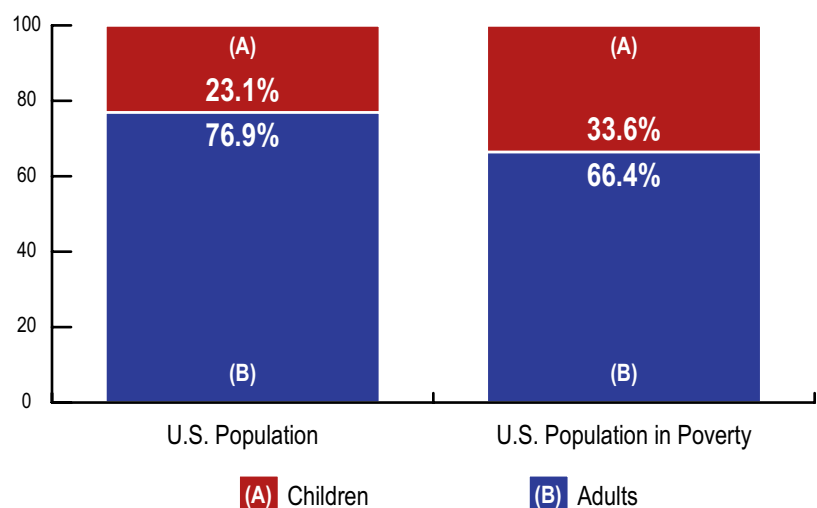 100
80
60
40
20
0
(A)
23.1%
76.9%
(B)
(A)
33.6%
66.4%
(B)
U.S. Population
U.S. Population in Poverty
(A) Children
(B) Adults